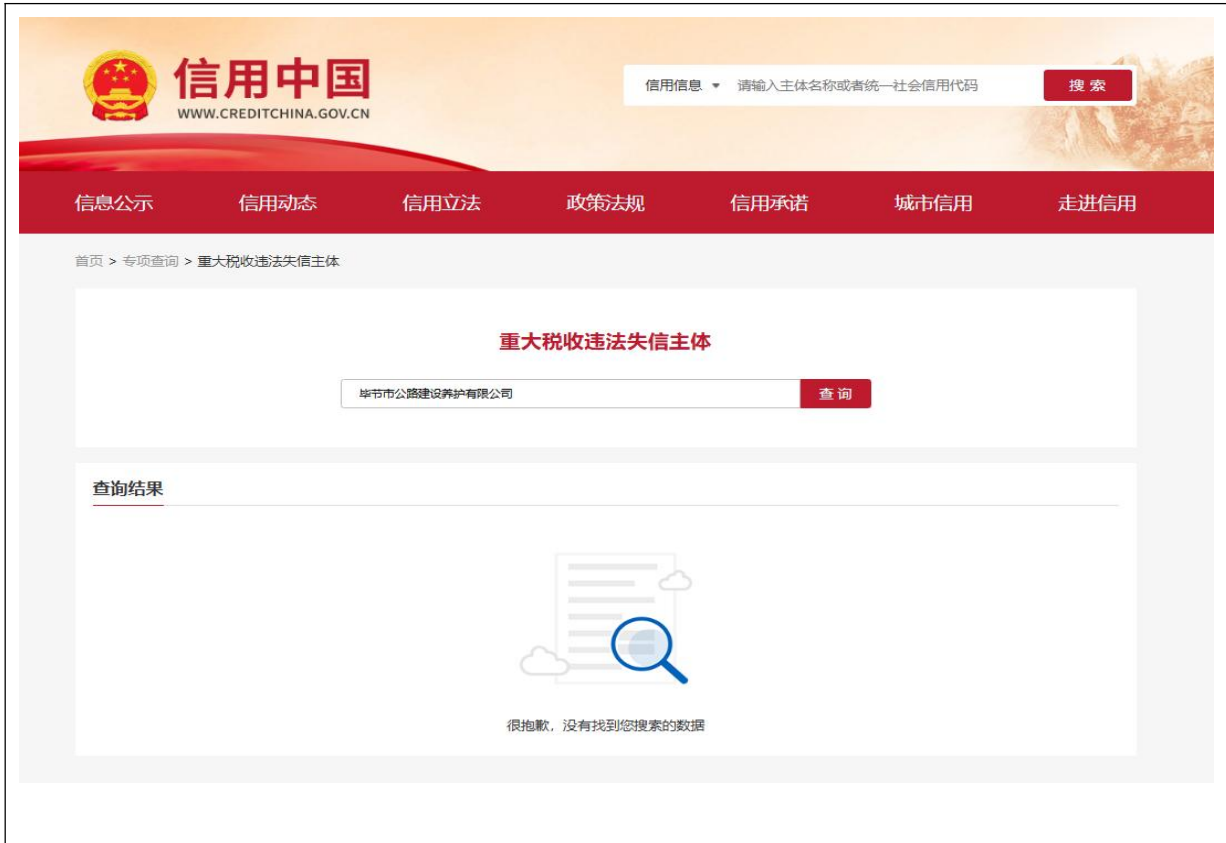 信用中国
WWW.CREDITCHINA.GOV.CN
信用信息 请输入主体名称或者统一社会信用代码 搜索
信息公示 信用动态 信用立法 政策法规 信用承诺 城市信用 走进信用
首页 > 专项查询 > 重大税收违法失信主体
重大税收违法失信主体
毕节市公路建设养护有限公司 查询
查询结果
很抱歉，没有找到您搜索的数据